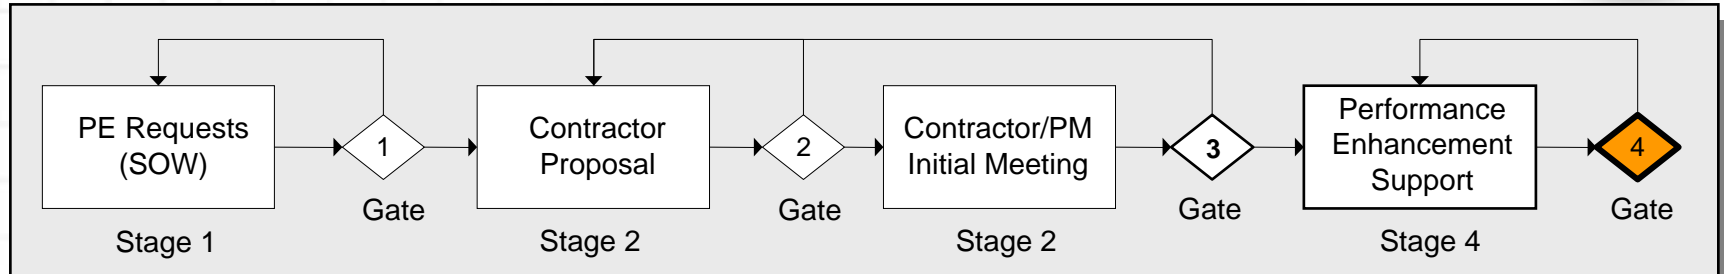 PE Requests
(SOW)
1
Gate
Stage 1
Contractor
Proposal
2
Gate
Stage 2
Contractor/PM
Initial Meeting
3
Gate
Stage 2
Performance
Enhancement
Support
4
Gate
Stage 4